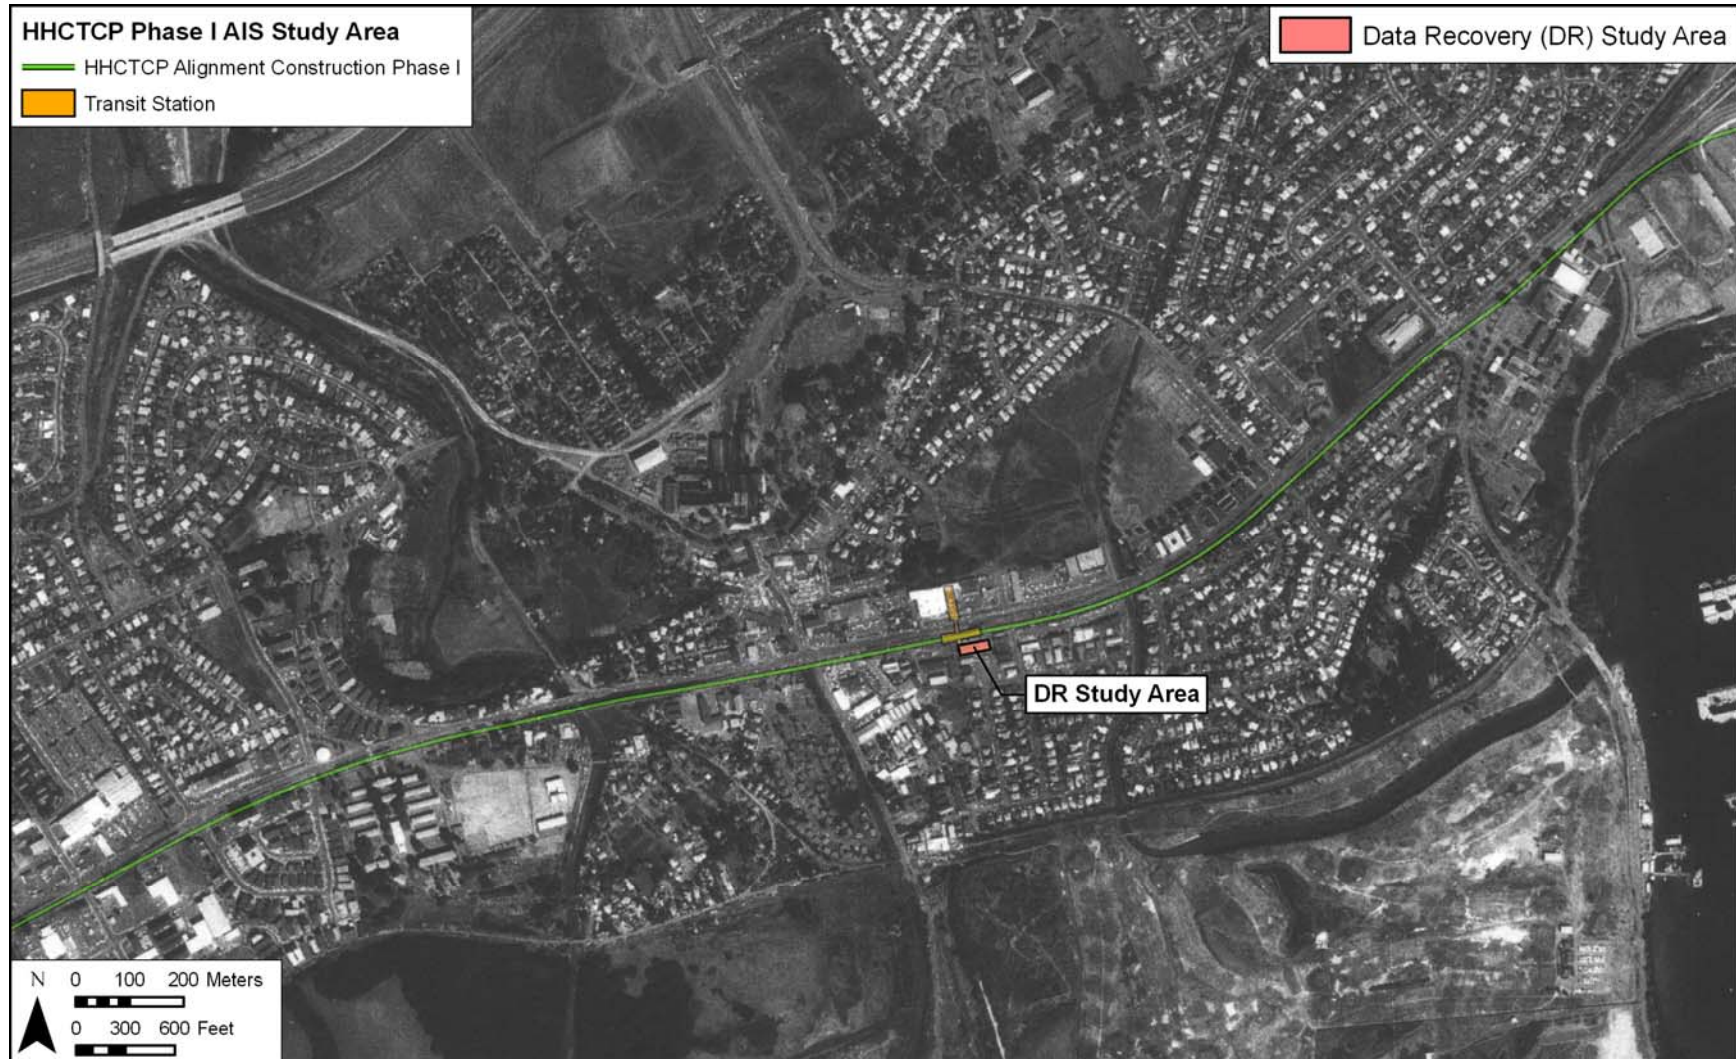 HHCTCP Phase I AIS Study Area
HHCTCP Alignment Construction Phase I
Transit Station
Data Recovery (DR) Study Area
DR Study Area
N
0 100 200 Meters
0 300 600 Feet